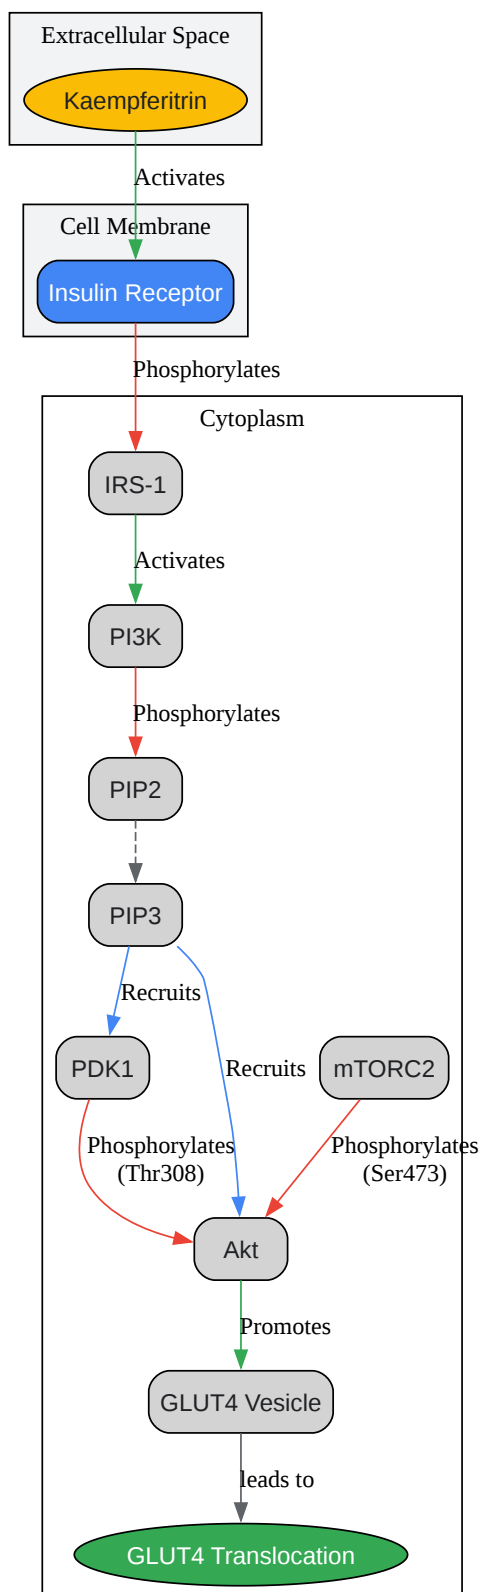 Extracellular Space
Kaempferitrin
Activates
Cell Membrane
Insulin Receptor
Phosphorylates
Cytoplasm
IRS-1
Activates
PI3K
Phosphorylates
PIP2
PIP3
Recruits
Recruits
PDK1
mTORC2
Phosphorylates
(Thr308)
Phosphorylates
(Ser473)
Akt
Promotes
GLUT4 Vesicle
leads to
GLUT4 Translocation